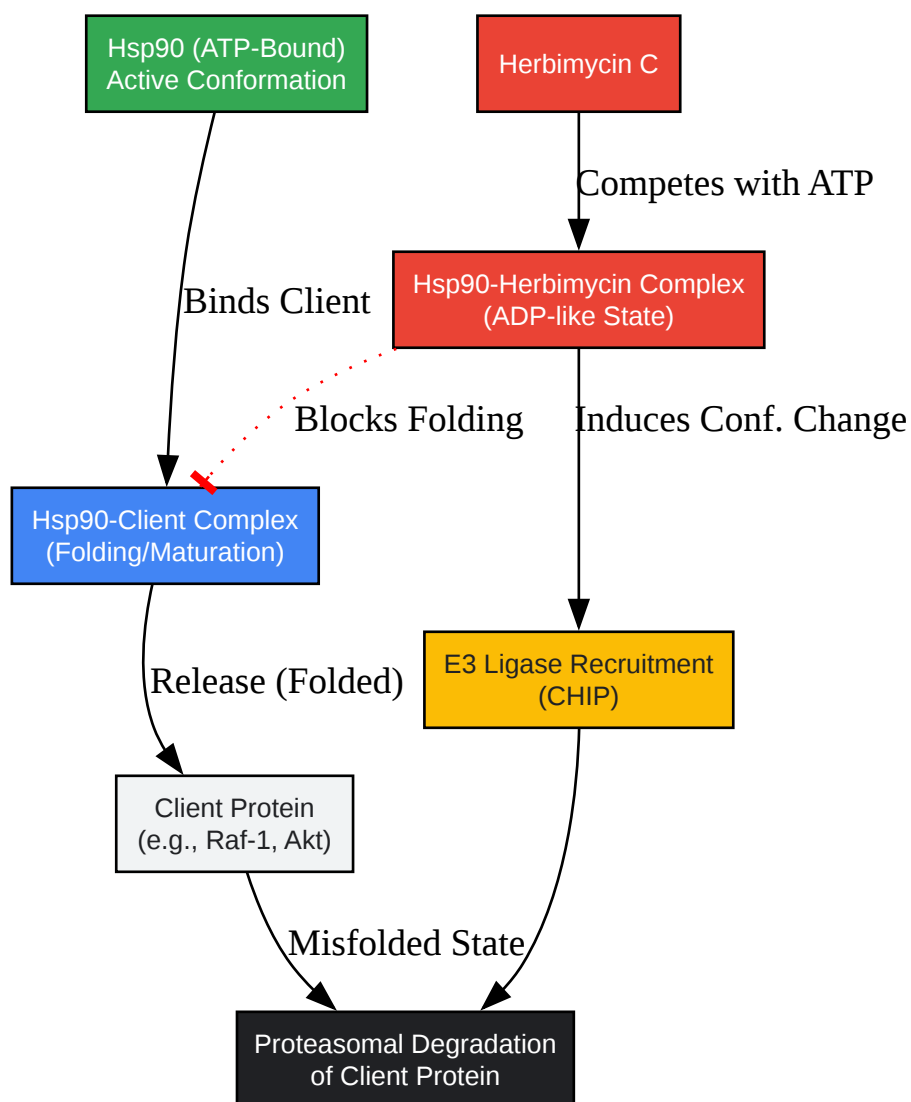 Hsp90 (ATP-Bound)
Active Conformation
Herbimycin C
Competes with ATP
Hsp90-Herbimycin Complex
(ADP-like State)
Binds Client
Blocks Folding
Induces Conf. Change
Hsp90-Client Complex
(Folding/Maturation)
E3 Ligase Recruitment
(CHIP)
Release (Folded)
Client Protein
(e.g., Raf-1, Akt)
Misfolded State
Proteasomal Degradation
of Client Protein